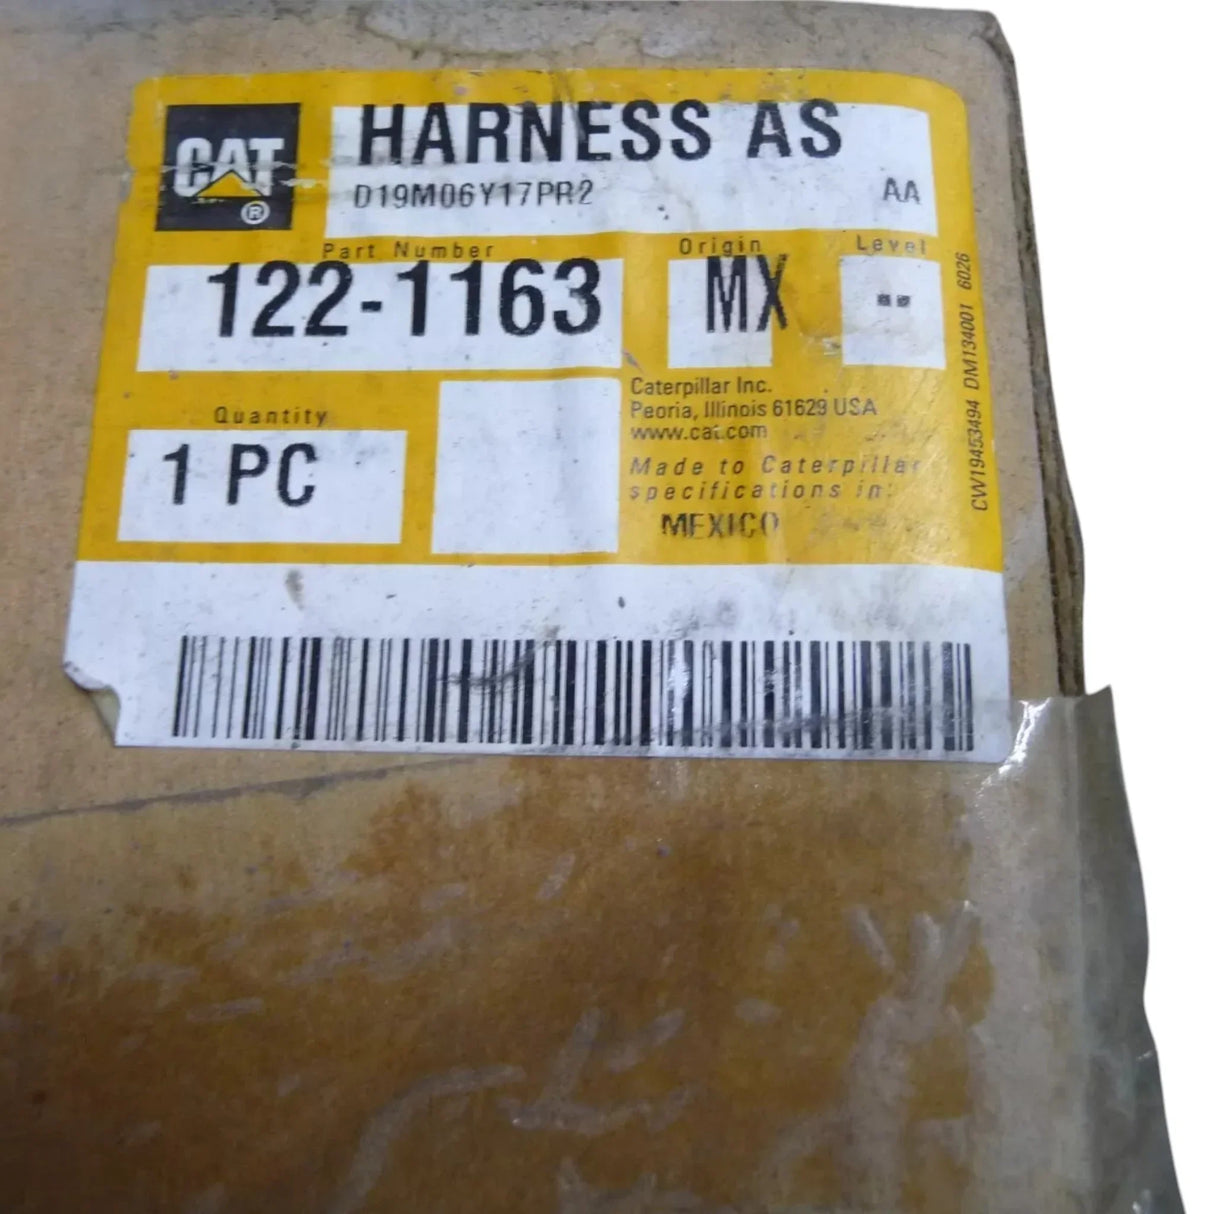 CAT ®
HARNESS AS
D19M06Y17PR2 AA
Part Number
122-1163
Origin
MX
Level
--
Quantity
1 PC
Caterpillar Inc.
Peoria, Illinois 61629 USA
www.cat.com
Made to Caterpillar
specifications in:
MEXICO
CW19453494 DM134001 6026